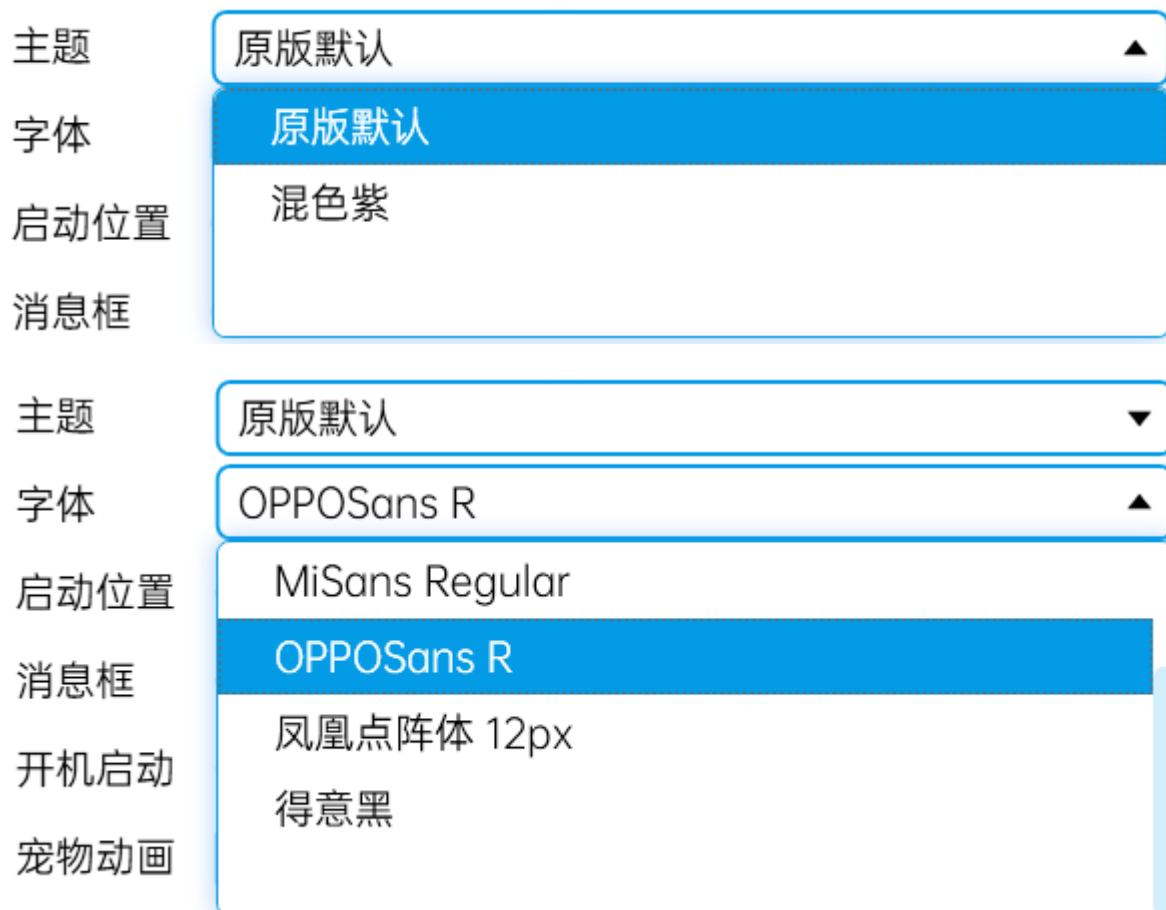 主题 原版默认
字体 原版默认
启动位置 混色紫
消息框
主题 原版默认
字体 OPPOSans R
启动位置 MiSans Regular
OPPOSans R
消息框
凤凰点阵体 12px
开机启动
得意黑
宠物动画